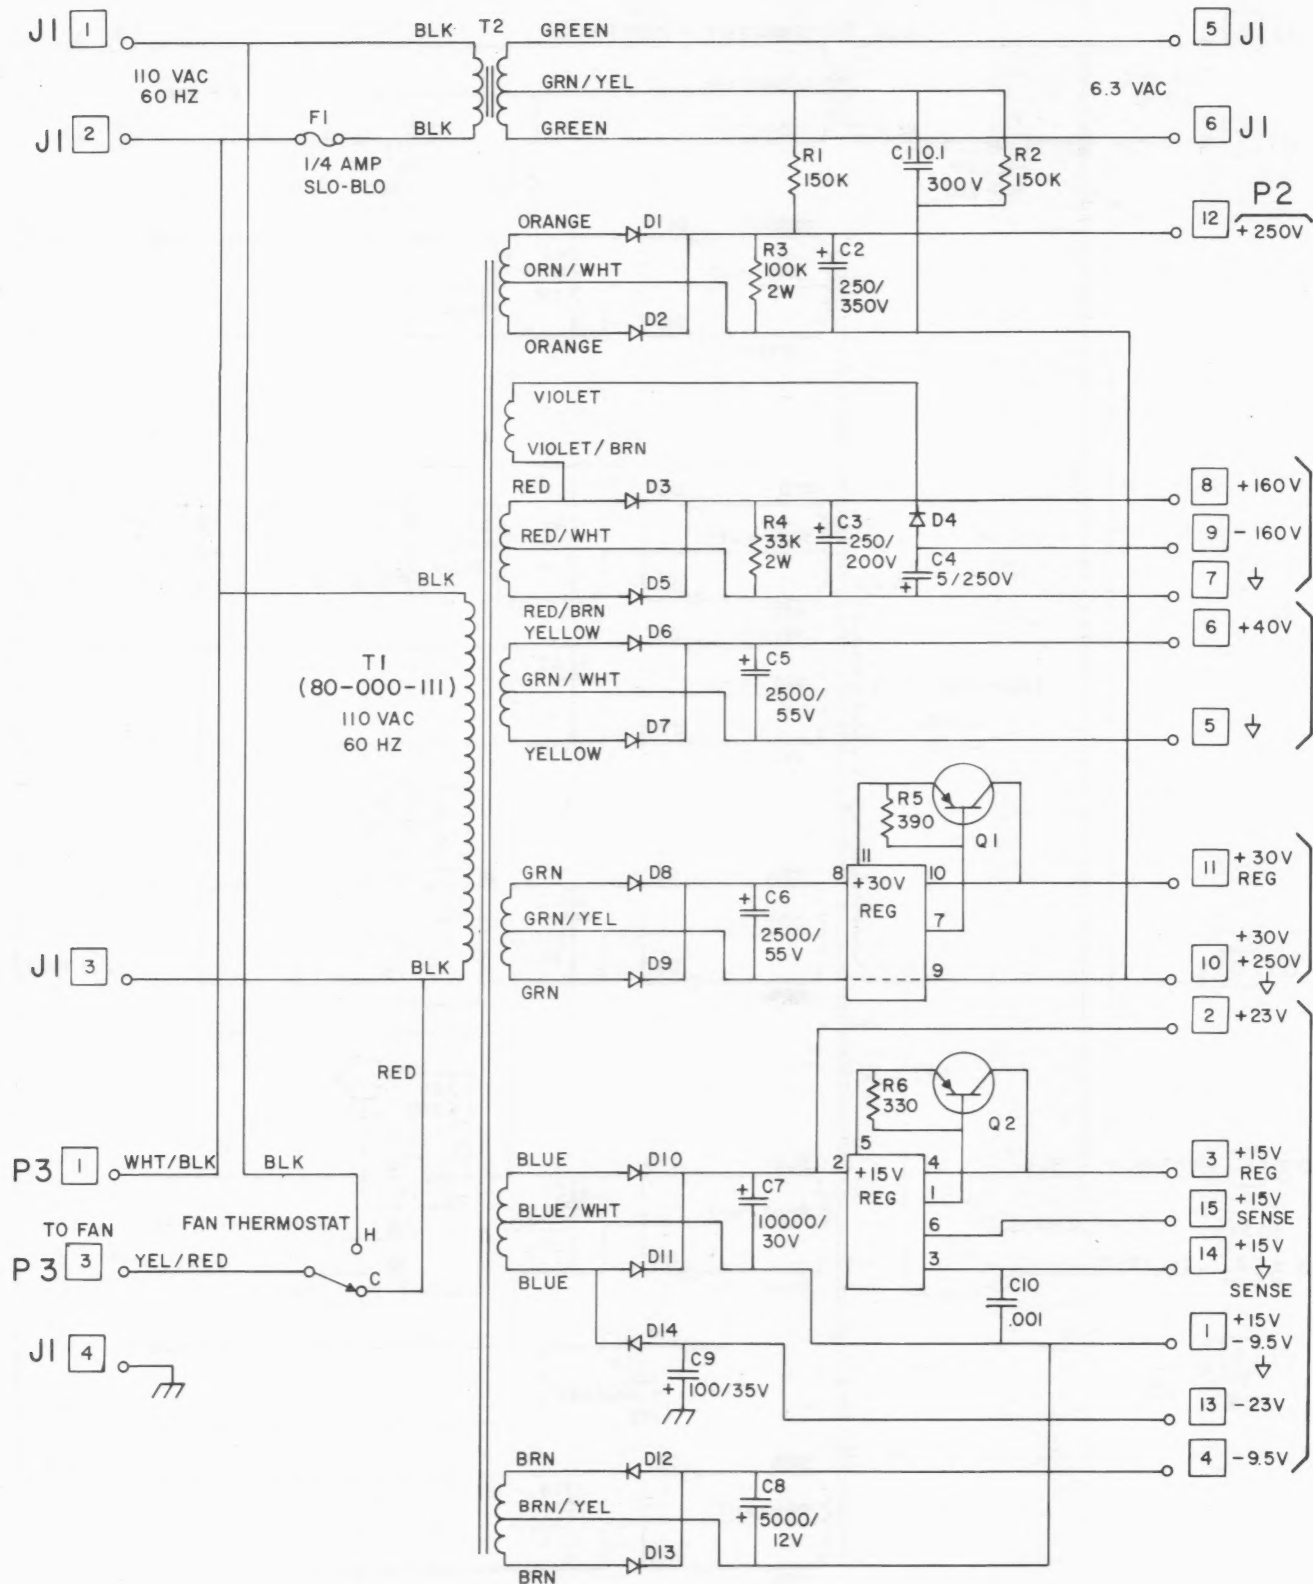 J1 1
BLK
T2
GREEN
5 J1
110 VAC
60 HZ
GRN/YEL
6.3 VAC
J1 2
F1
BLK
GREEN
6 J1
1/4 AMP
SLO-BLO
R1
150K
C1 0.1
300V
R2
150K
P2
12 +250V
ORANGE
D1
R3
100K
2W
+ C2
250/
350V
ORN/WHT
D2
ORANGE
VIOLET
VIOLET/BRN
RED
D3
8 +160V
R4
33K
2W
+ C3
250/
200V
D4
9 -160V
RED/WHT
C4
5/250V
+
7
D5
RED/BRN
BLK
YELLOW
D6
6 +40V
T1
(80-000-111)
110 VAC
60 HZ
GRN/WHT
+ C5
2500/
55V
D7
5
YELLOW
R5
390
Q1
11
GRN
D8
8
+30V
REG
10
11 +30V
REG
GRN/YEL
+ C6
2500/
55V
7
J1 3
BLK
D9
9
10 +30V
+250V
GRN
2 +23V
RED
R6
330
Q2
5
P3 1
WHT/BLK
BLK
BLUE
D10
2
+15V
REG
4
3 +15V
REG
1
BLUE/WHT
+ C7
10000/
30V
6
15 +15V
SENSE
TO FAN
FAN THERMOSTAT
H
P3 3
YEL/RED
C
D11
BLUE
3
14 +15V
SENSE
C10
.001
D14
1 +15V
-9.5V
J1 4
C9
+ 100/35V
13 -23V
BRN
D12
4 -9.5V
BRN/YEL
C8
+ 5000/
12V
D13
BRN